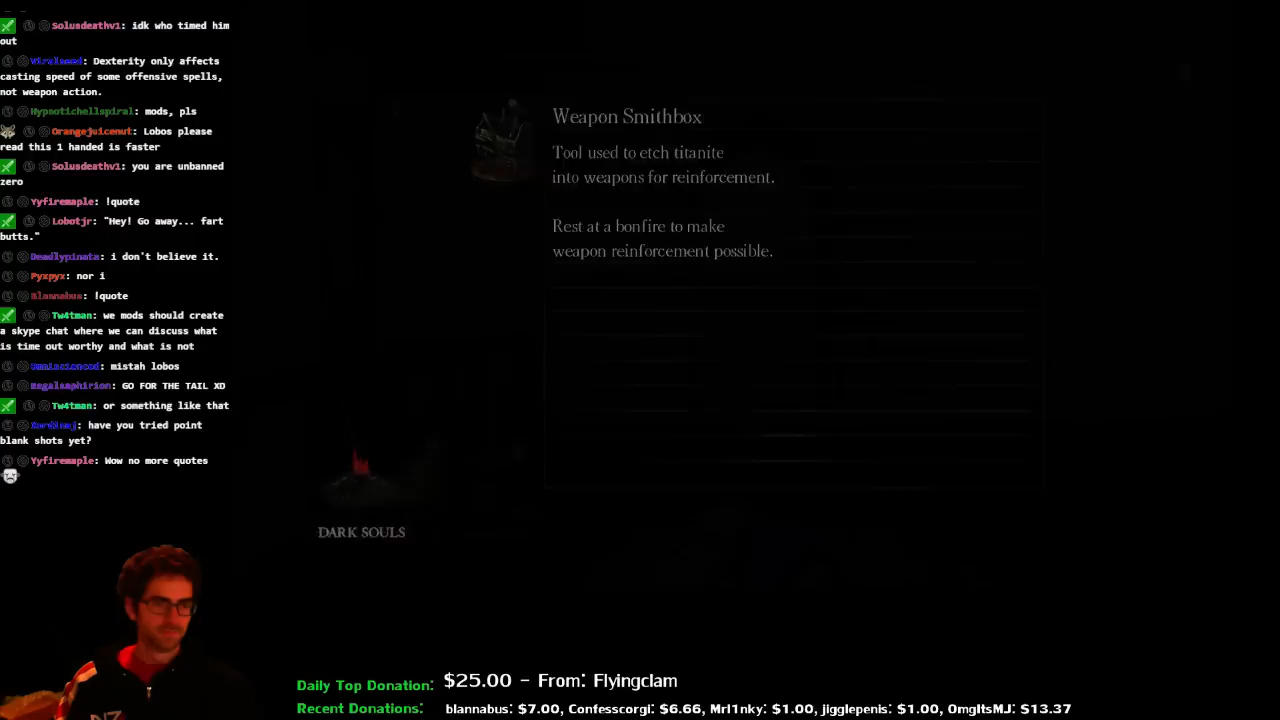 Solusdeathv1: idk who timed him
out
Viralseed: Dexterity only affects
casting speed of some offensive spells,
not weapon action.
Hypnotichellspiral: mods, pls
Orangejuicenut: Lobos please
read this 1 handed is faster
Solusdeathv1: you are unbanned
zero
Yyfiremaple: !quote
Lobotjr: "Hey! Go away... fart
butts."
Deadlypinata: i don't believe it.
Pyxpyx: nor i
Blannabus: !quote
Tw4tman: we mods should create
a skype chat where we can discuss what
is time out worthy and what is not
mistah lobos
GO FOR THE TAIL XD
Tw4tman: or something like that
have you tried point
blank shots yet?
Yyfiremaple: Wow no more quotes
Weapon Smithbox
Tool used to etch titanite
into weapons for reinforcement.
Rest at a bonfire to make
weapon reinforcement possible.
DARK SOULS
N7
Daily Top Donation: $25.00 - From: Flyingclam
Recent Donations: blannabus: $7.00, Confesscorgi: $6.66, Mrl1nky: $1.00, jigglepenis: $1.00, OmgItsMJ: $13.37